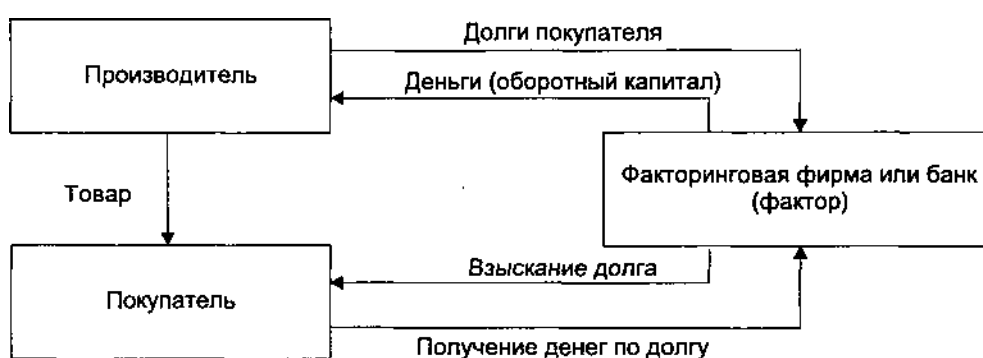 Долги покупателя
Производитель
Деньги (оборотный капитал)
Факторинговая фирма или банк
(фактор)
Товар
Взыскание долга
Покупатель
Получение денег по долгу